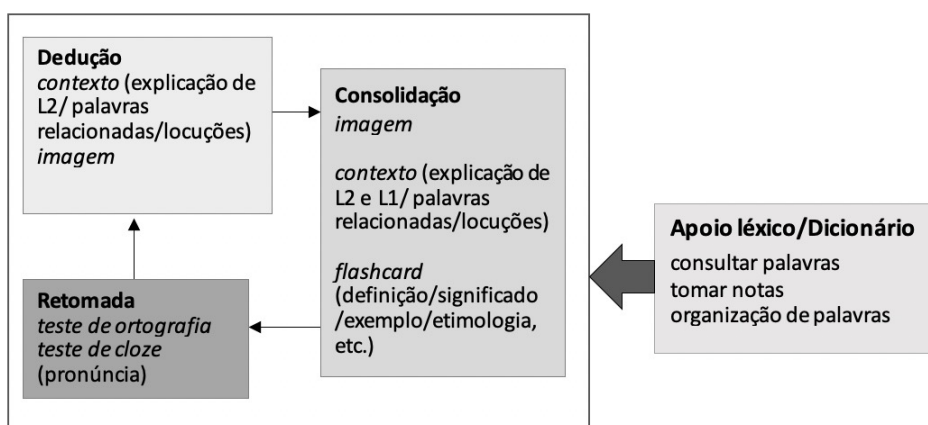 Dedução
contexto (explicação de
L2/ palavras
relacionadas/locuções)
imagem
Consolidação
imagem
contexto (explicação de
L2 e L1/ palavras
relacionadas/locuções)
flashcard
(definição/significado
/exemplo/etimologia,
etc.)
Retomada
teste de ortografia
teste de cloze
(pronúncia)
Apoio léxico/Dicionário
consultar palavras
tomar notas
organização de palavras